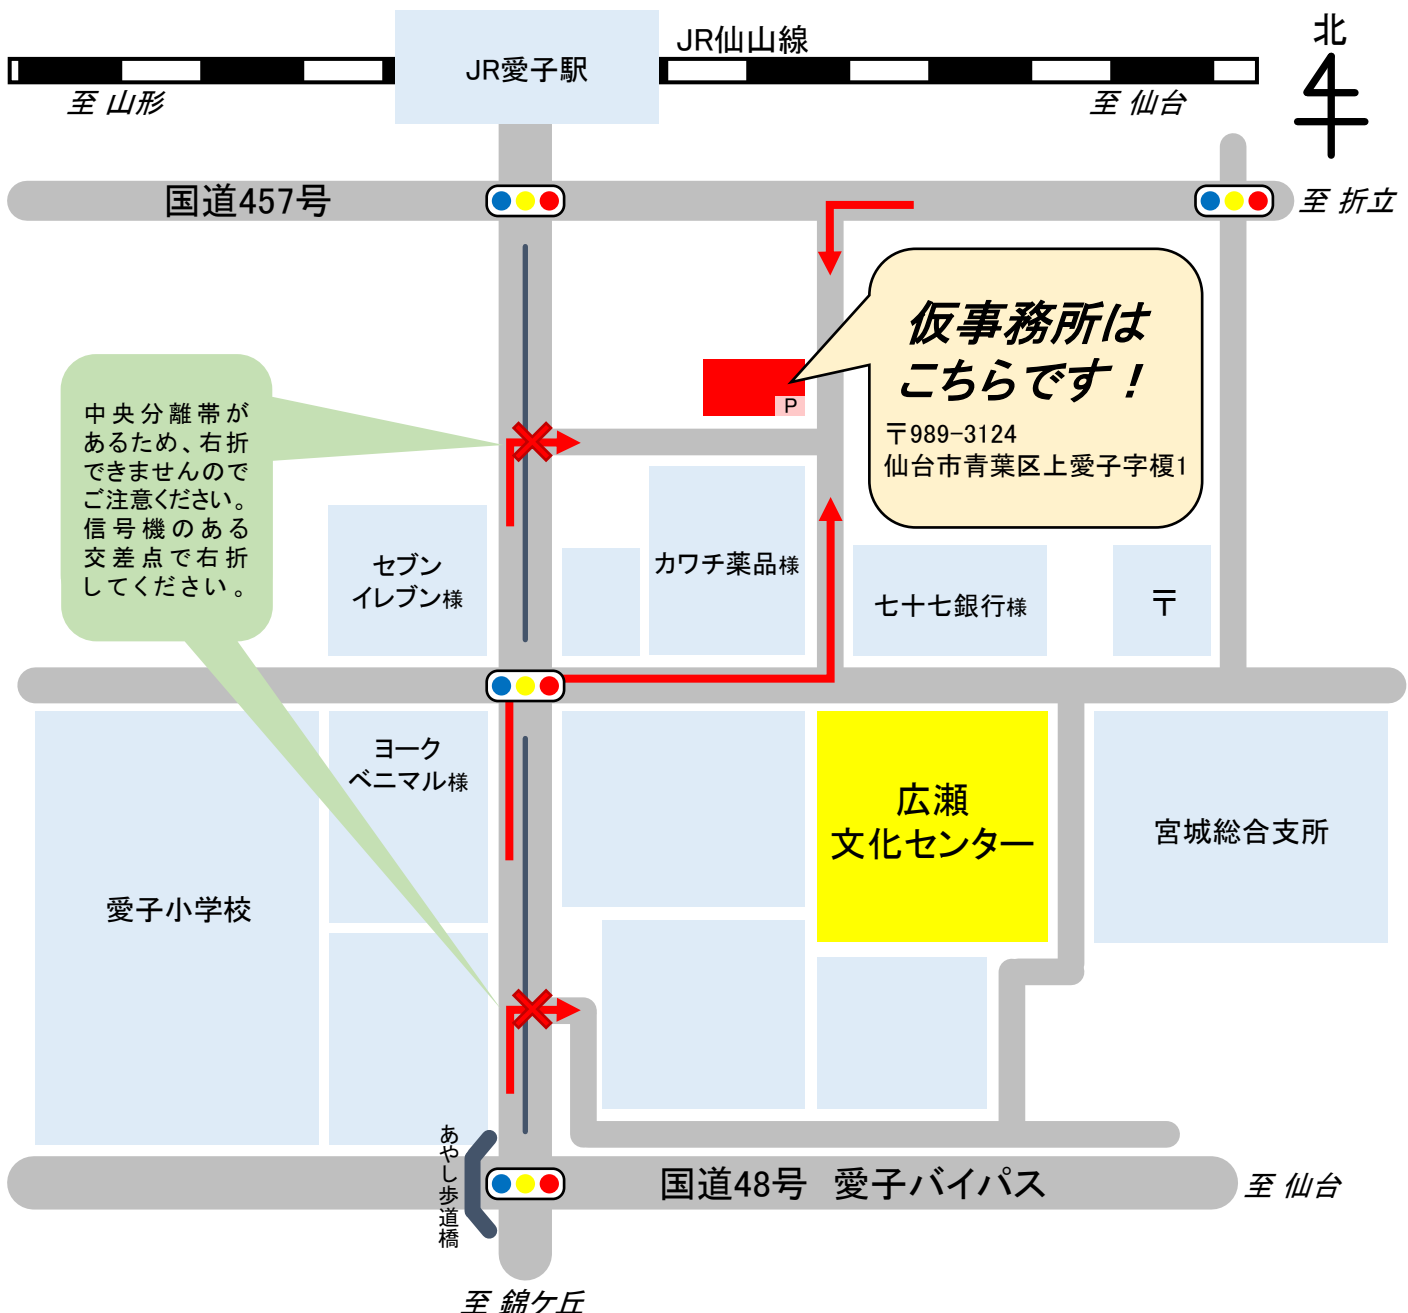 JR仙山線
北
JR愛子駅
至 山形
至 仙台
国道457号
至 折立
仮事務所は
こちらです！
〒989-3124
仙台市青葉区上愛子字榎1
P
中央分離帯が
あるため、右折
できませんので
ご注意ください。
信号機のある
交差点で右折
してください。
セブン
イレブン様
カワチ薬品様
七十七銀行様
〒
ヨーク
ベニマル様
広瀬
文化センター
宮城総合支所
愛子小学校
あやし歩道橋
国道48号 愛子バイパス
至 仙台
至 錦ケ丘